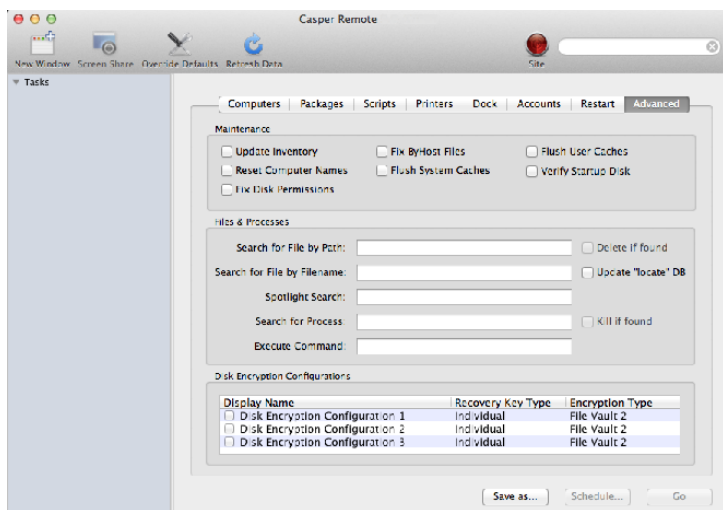 Casper Remote
New Window Screen Share Override Defaults Refresh Data Site
Tasks
Computers Packages Scripts Printers Dock Accounts Restart Advanced
Maintenance
Update Inventory Fix ByHost Files Flush User Caches
Reset Computer Names Flush System Caches Verify Startup Disk
Fix Disk Permissions
Files & Processes
Search for File by Path: Delete if found
Search for File by Filename: Update "locate" DB
Spotlight Search:
Search for Process: Kill if found
Execute Command:
Disk Encryption Configurations
Display Name Recovery Key Type Encryption Type
Disk Encryption Configuration 1 Individual File Vault 2
Disk Encryption Configuration 2 Individual File Vault 2
Disk Encryption Configuration 3 Individual File Vault 2
Save as... Schedule... Go